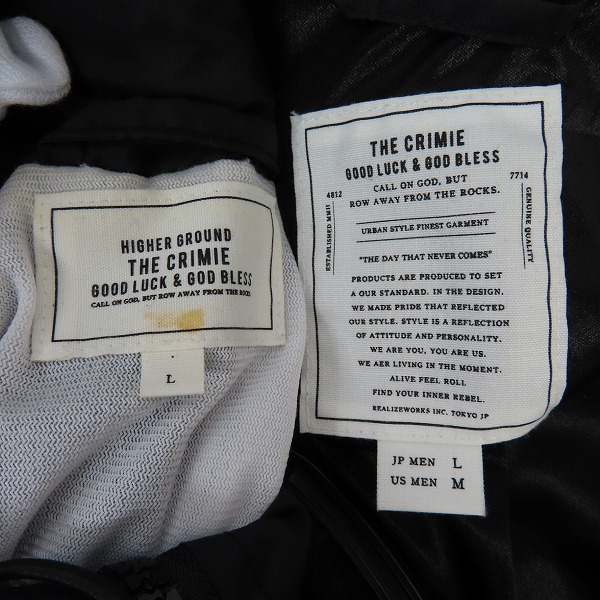 HIGHER GROUND
THE CRIMIE
GOOD LUCK & GOD BLESS
CALL ON GOD, BUT ROW AWAY FROM THE ROCKS.
L
THE CRIMIE
GOOD LUCK & GOD BLESS
CALL ON GOD, BUT
ROW AWAY FROM THE ROCKS.
4812
ESTABLISHED MMII
7714
GENUINE QUALITY
URBAN STYLE FINEST GARMENT
"THE DAY THAT NEVER COMES"
PRODUCTS ARE PRODUCED TO SET
A OUR STANDARD. IN THE DESIGN.
WE MADE PRIDE THAT REFLECTED
OUR STYLE. STYLE IS A REFLECTION
OF ATTITUDE AND PERSONALITY.
WE ARE YOU, YOU ARE US.
WE AER LIVING IN THE MOMENT.
ALIVE FEEL ROLL
FIND YOUR INNER REBEL.
REALIZEWORKS INC. TOKYO JP
JP MEN L
US MEN M